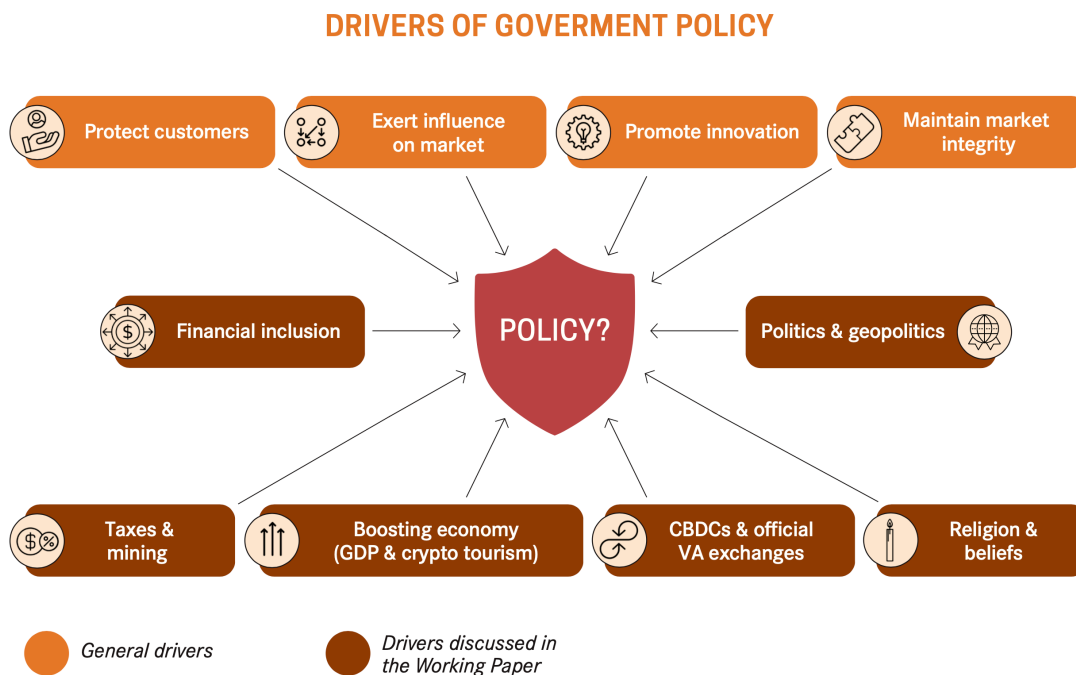 DRIVERS OF GOVERMENT POLICY
Protect customers
Exert influence
on market
Promote innovation
Maintain market
integrity
Financial inclusion
POLICY?
Politics & geopolitics
Taxes &
mining
Boosting economy
(GDP & crypto tourism)
CBDCs & official
VA exchanges
Religion &
beliefs
General drivers
Drivers discussed in
the Working Paper